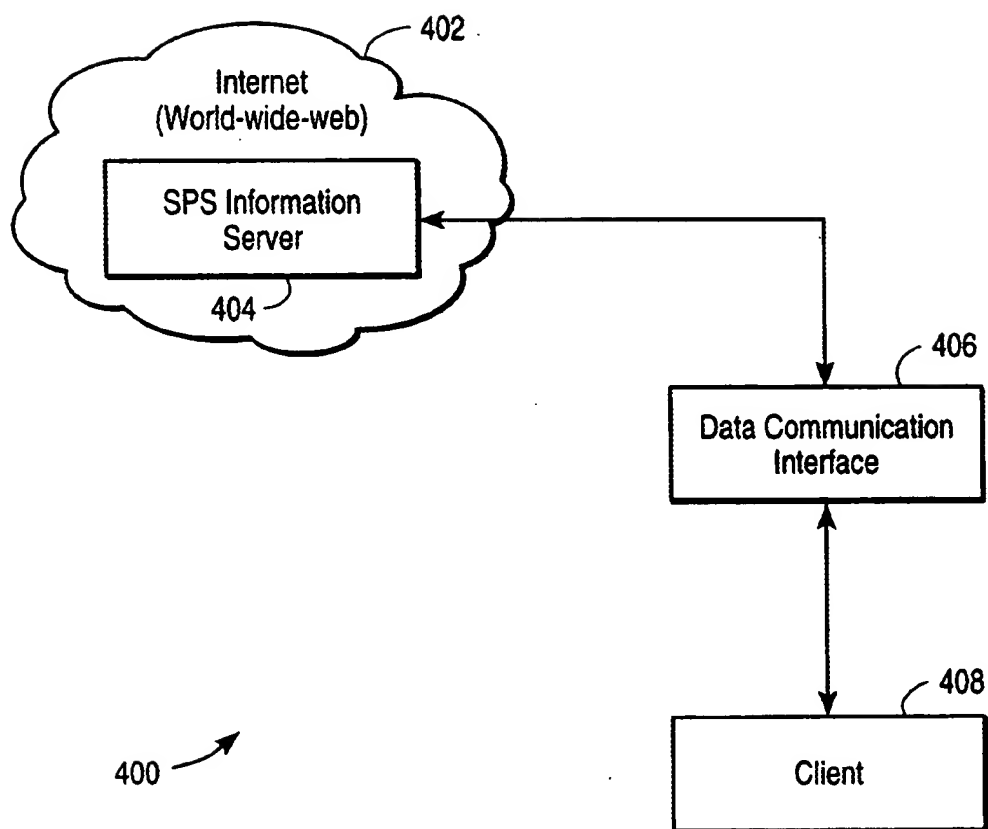 402
Internet
(World-wide-web)
SPS Information
Server
404
406
Data Communication
Interface
408
400
Client